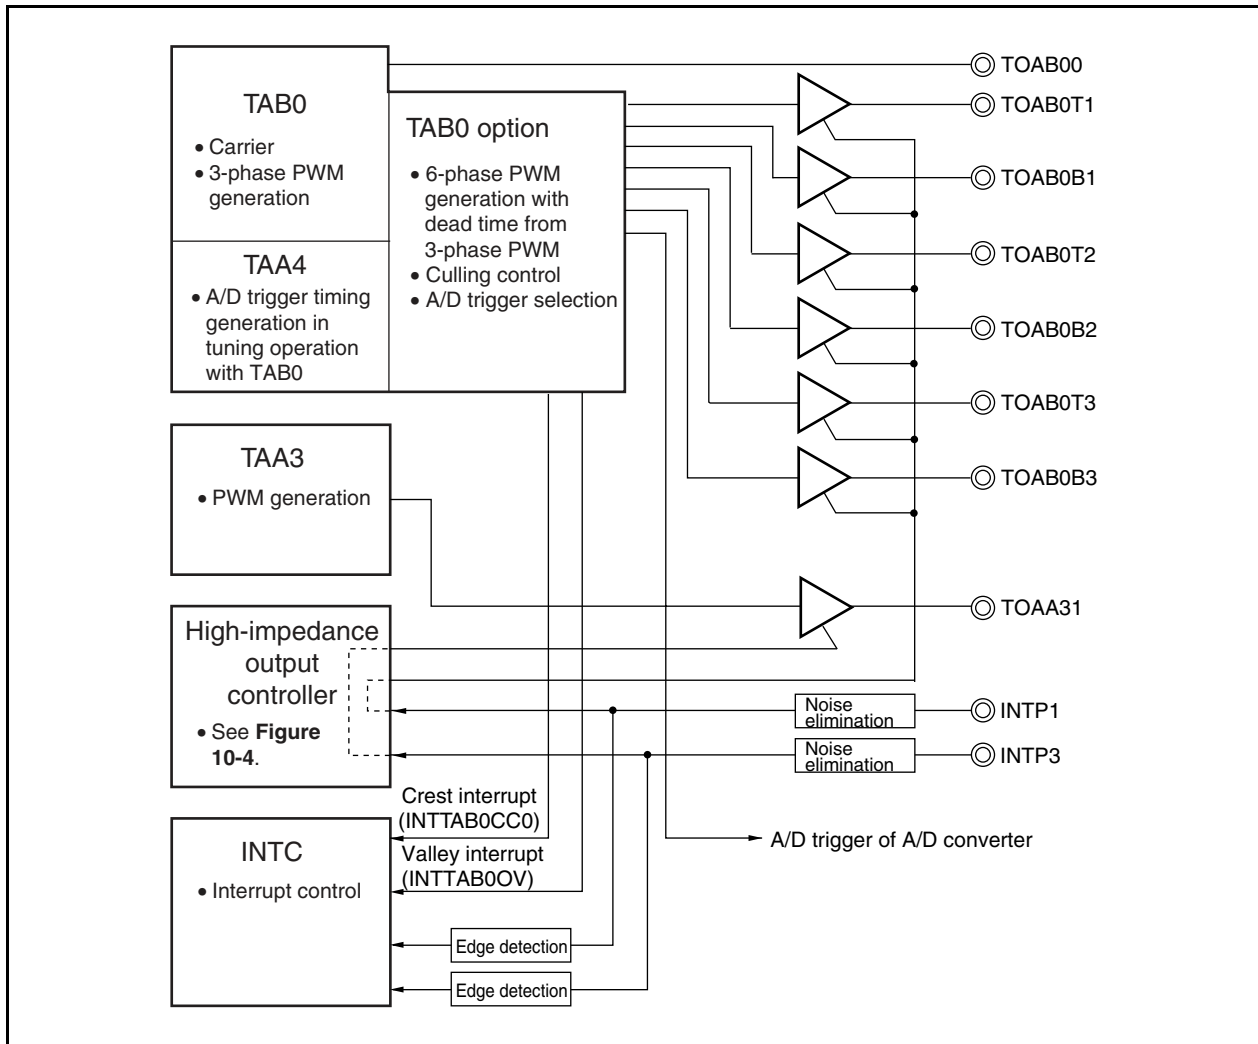 TAB0
• Carrier
• 3-phase PWM
generation
TAB0 option
• 6-phase PWM
generation with
dead time from
3-phase PWM
• Culling control
• A/D trigger selection
TAA4
• A/D trigger timing
generation in
tuning operation
with TAB0
TAA3
• PWM generation
High-impedance
output
controller
• See Figure
10-4.
INTC
• Interrupt control
Crest interrupt
(INTTAB0CC0)
Valley interrupt
(INTTAB0OV)
Edge detection
Edge detection
TOAB00
TOAB0T1
TOAB0B1
TOAB0T2
TOAB0B2
TOAB0T3
TOAB0B3
TOAA31
Noise
elimination
INTP1
Noise
elimination
INTP3
A/D trigger of A/D converter